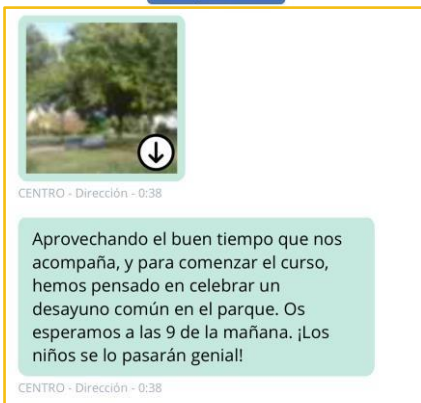 CENTRO - Dirección - 0:38
Aprovechando el buen tiempo que nos
acompaña, y para comenzar el curso,
hemos pensado en celebrar un
desayuno común en el parque. Os
esperamos a las 9 de la mañana. ¡Los
niños se lo pasarán genial!
CENTRO - Dirección - 0:38